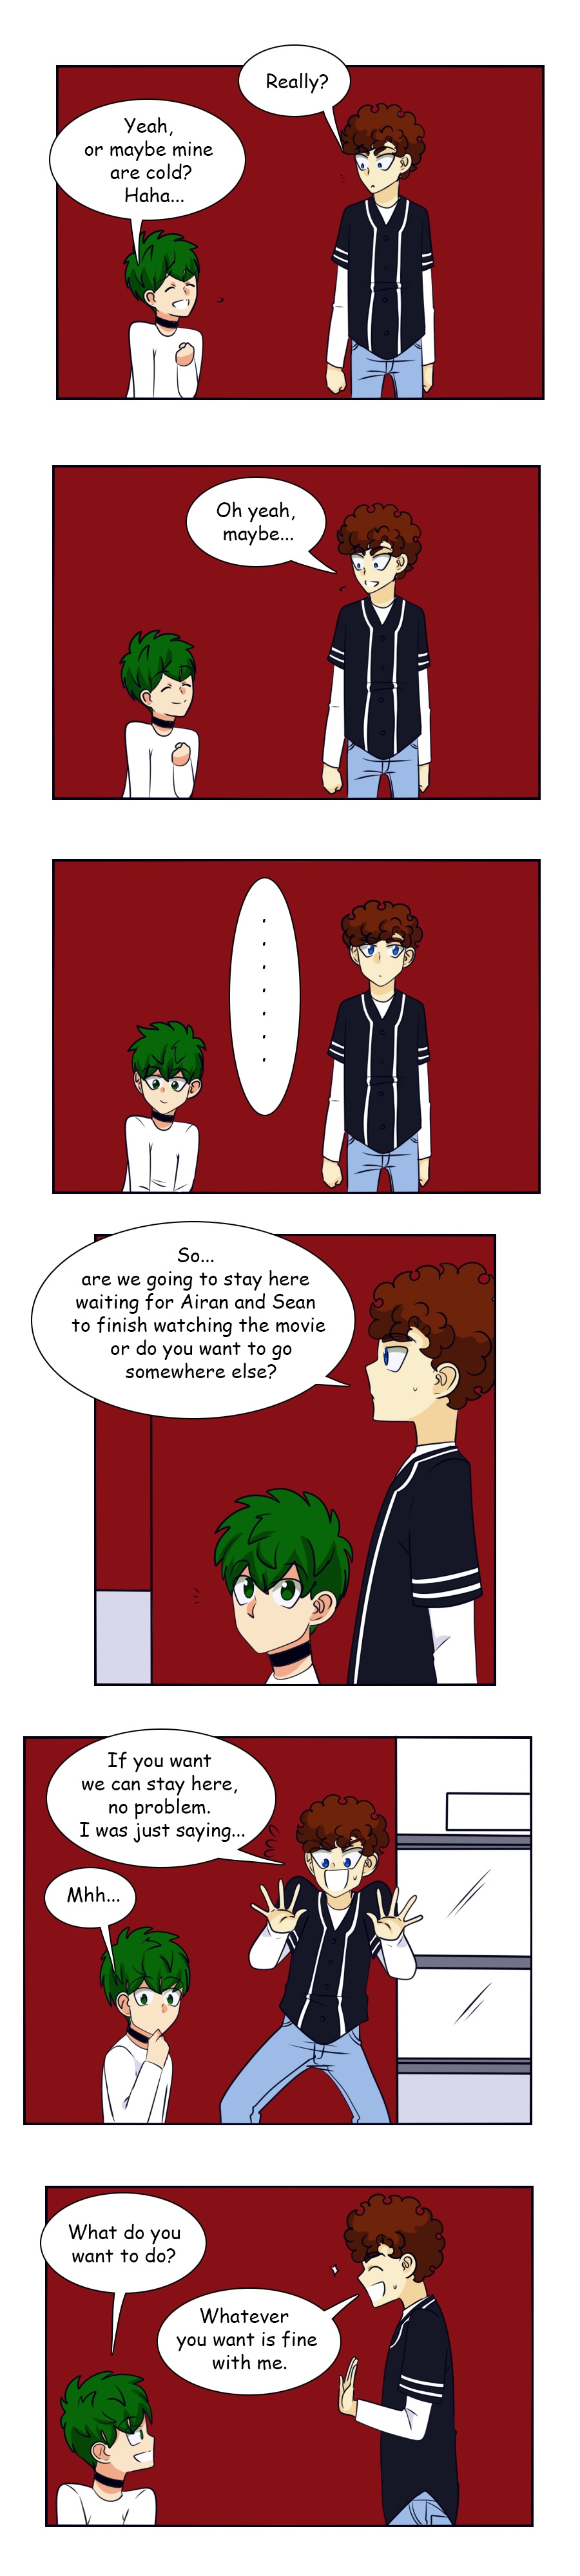 Really?
Yeah,
or maybe mine
are cold?
Haha...
Oh yeah,
maybe...
.......
So...
are we going to stay here
waiting for Airan and Sean
to finish watching the movie
or do you want to go
somewhere else?
If you want
we can stay here,
no problem.
I was just saying...
Mhh...
What do you
want to do?
Whatever
you want is fine
with me.